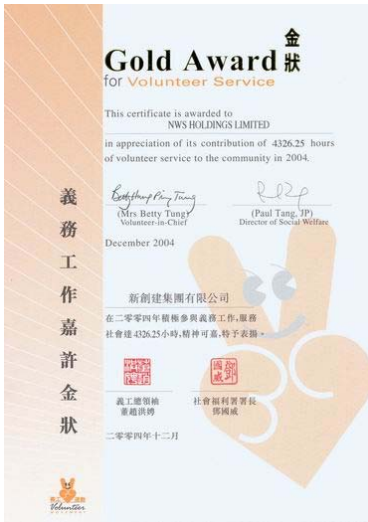 Gold Award 金狀
for Volunteer Service
This certificate is awarded to
NWS HOLDINGS LIMITED
in appreciation of its contribution of 4326.25 hours
of volunteer service to the community in 2004.
(Mrs Betty Tung)
Volunteer-in-Chief
(Paul Tang, JP)
Director of Social Welfare
December 2004
義務工作嘉許金狀
新創建集團有限公司
在二零零四年積極參與義務工作,服務
社會達4326.25小時,精神可嘉,特予表揚。
義工總領袖
董趙洪娉
社會福利署署長
鄧國威
二零零四年十二月
義工運動
Volunteer
MOVEMENT